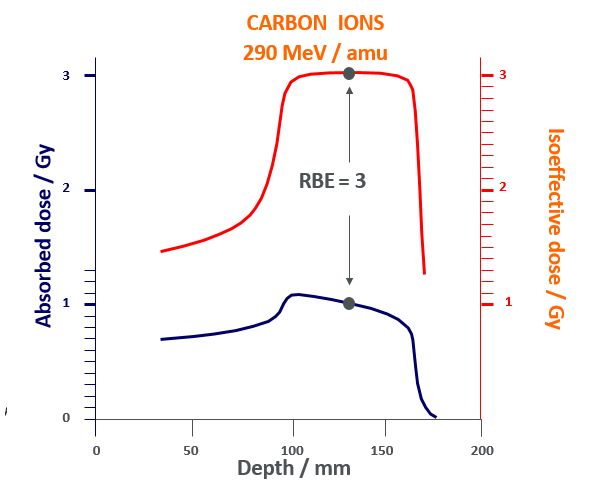 CARBON IONS
290 MeV / amu
3
2
1
0
Absorbed dose / Gy
RBE = 3
3
2
1
Isoeffective dose / Gy
0 50 100 150 200
Depth / mm